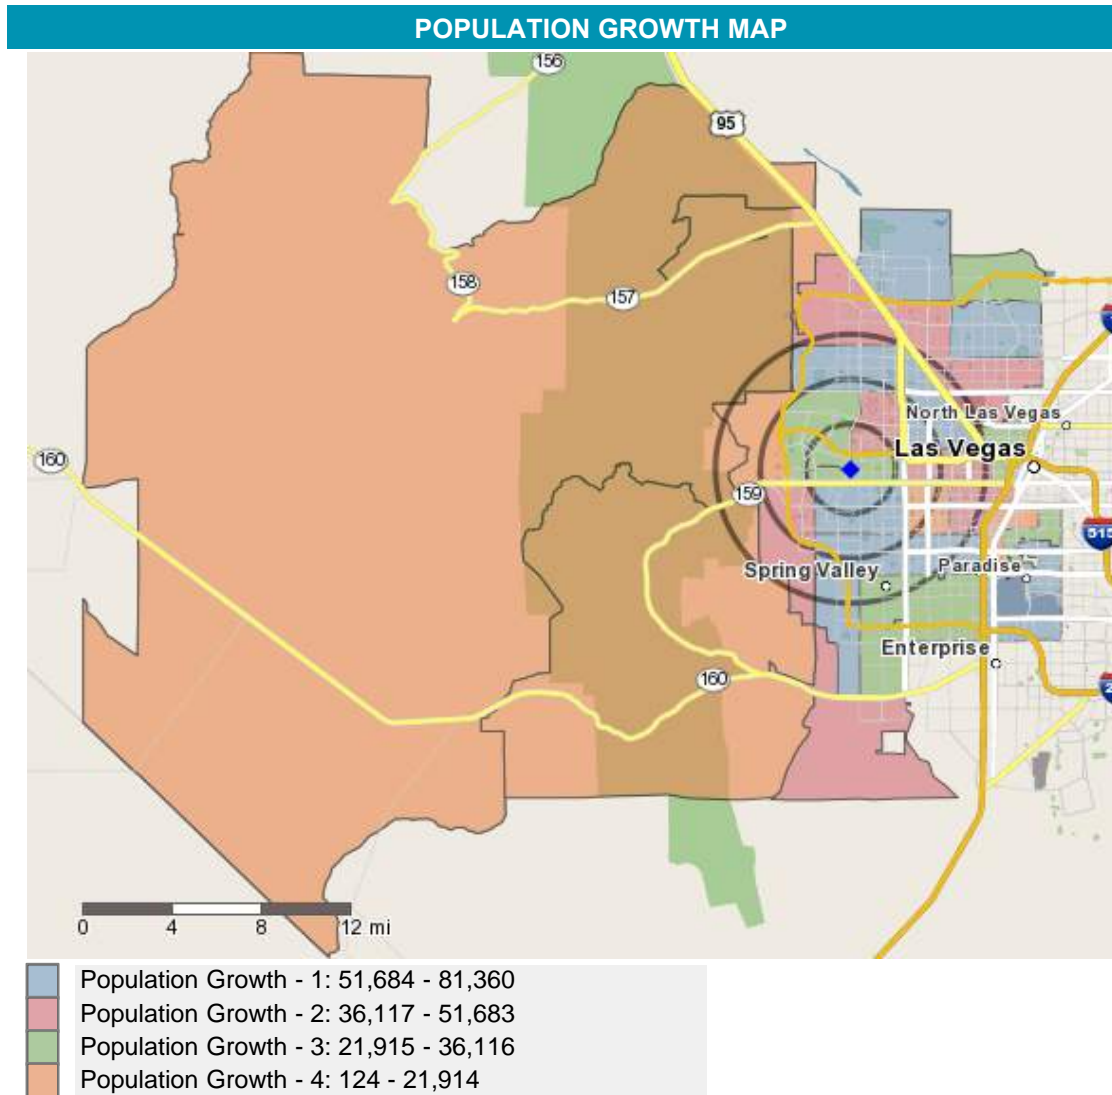 POPULATION GROWTH MAP
156
95
158
157
North Las Vegas
Las Vegas
160
159
515
Spring Valley
Paradise
Enterprise
160
0 4 8 12 mi
Population Growth - 1: 51,684 - 81,360
Population Growth - 2: 36,117 - 51,683
Population Growth - 3: 21,915 - 36,116
Population Growth - 4: 124 - 21,914